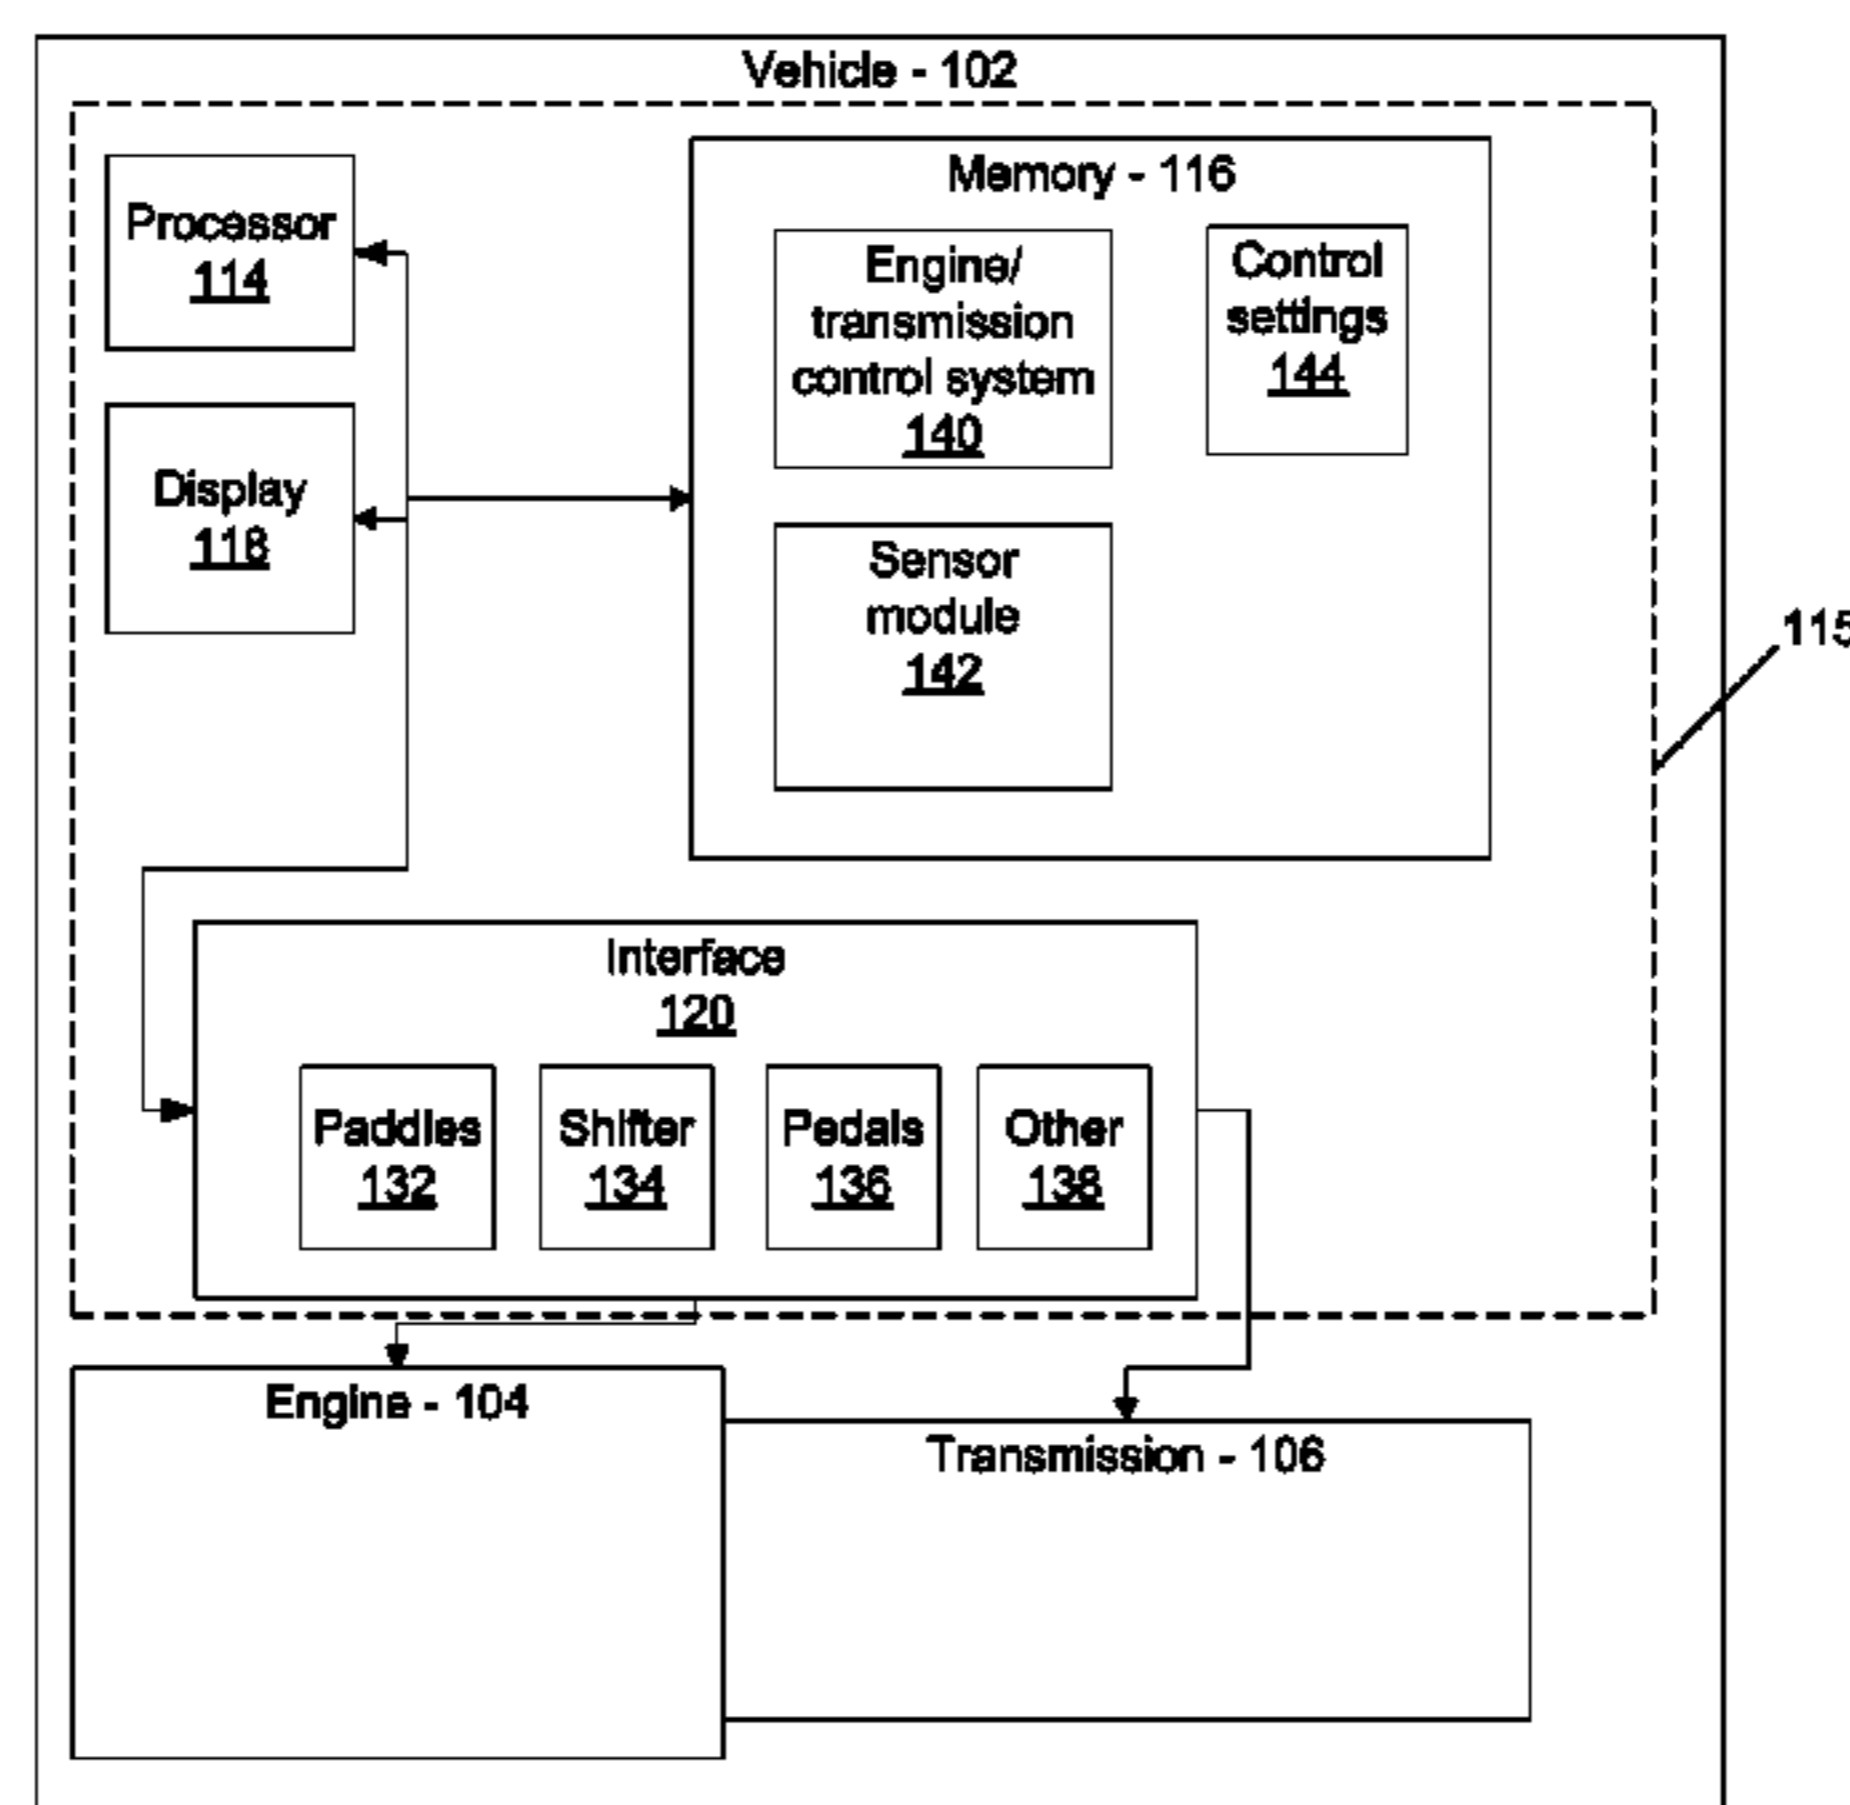 Vehicle - 102
Processor
114
Memory - 116
Engine/
transmission
control system
140
Control
settings
144
Display
118
Sensor
module
142
115
Interface
120
Paddles
132
Shifter
134
Pedals
136
Other
138
Engine - 104
Transmission - 106